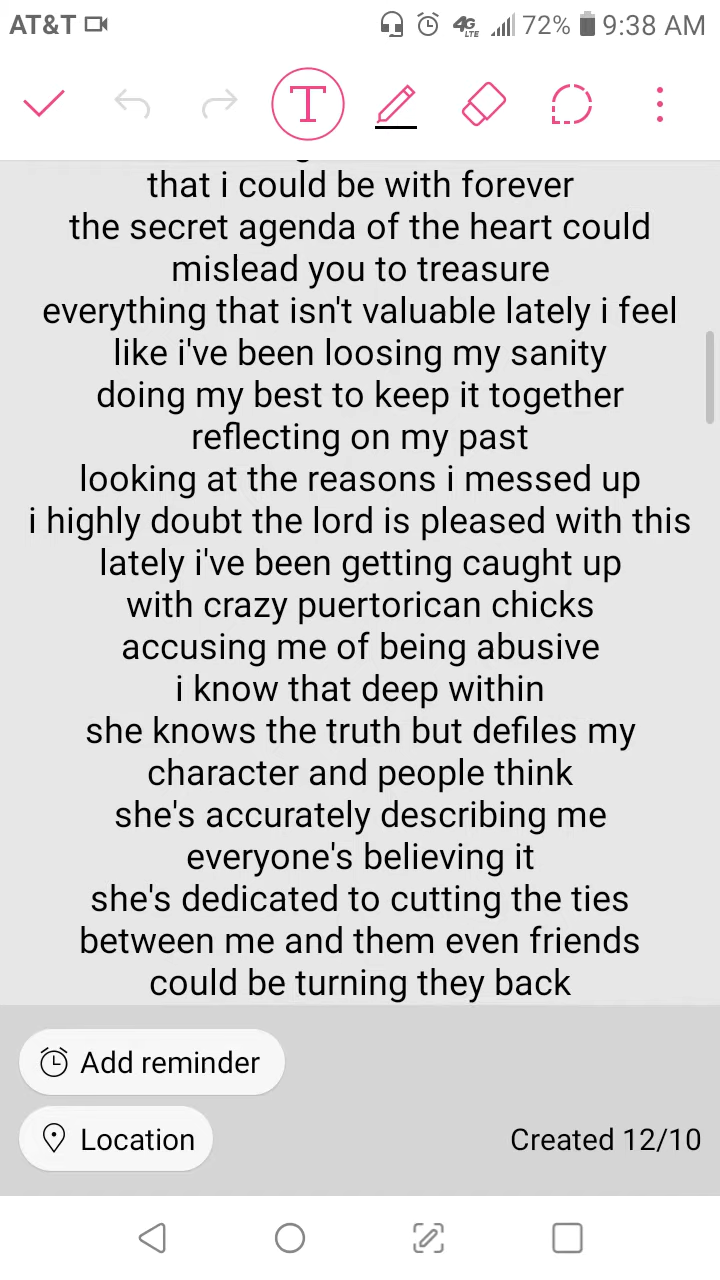 AT&T 4G LTE 72% 9:38 AM
T
that i could be with forever
the secret agenda of the heart could
mislead you to treasure
everything that isn't valuable lately i feel
like i've been loosing my sanity
doing my best to keep it together
reflecting on my past
looking at the reasons i messed up
i highly doubt the lord is pleased with this
lately i've been getting caught up
with crazy puertorican chicks
accusing me of being abusive
i know that deep within
she knows the truth but defiles my
character and people think
she's accurately describing me
everyone's believing it
she's dedicated to cutting the ties
between me and them even friends
could be turning they back
Add reminder
Location
Created 12/10